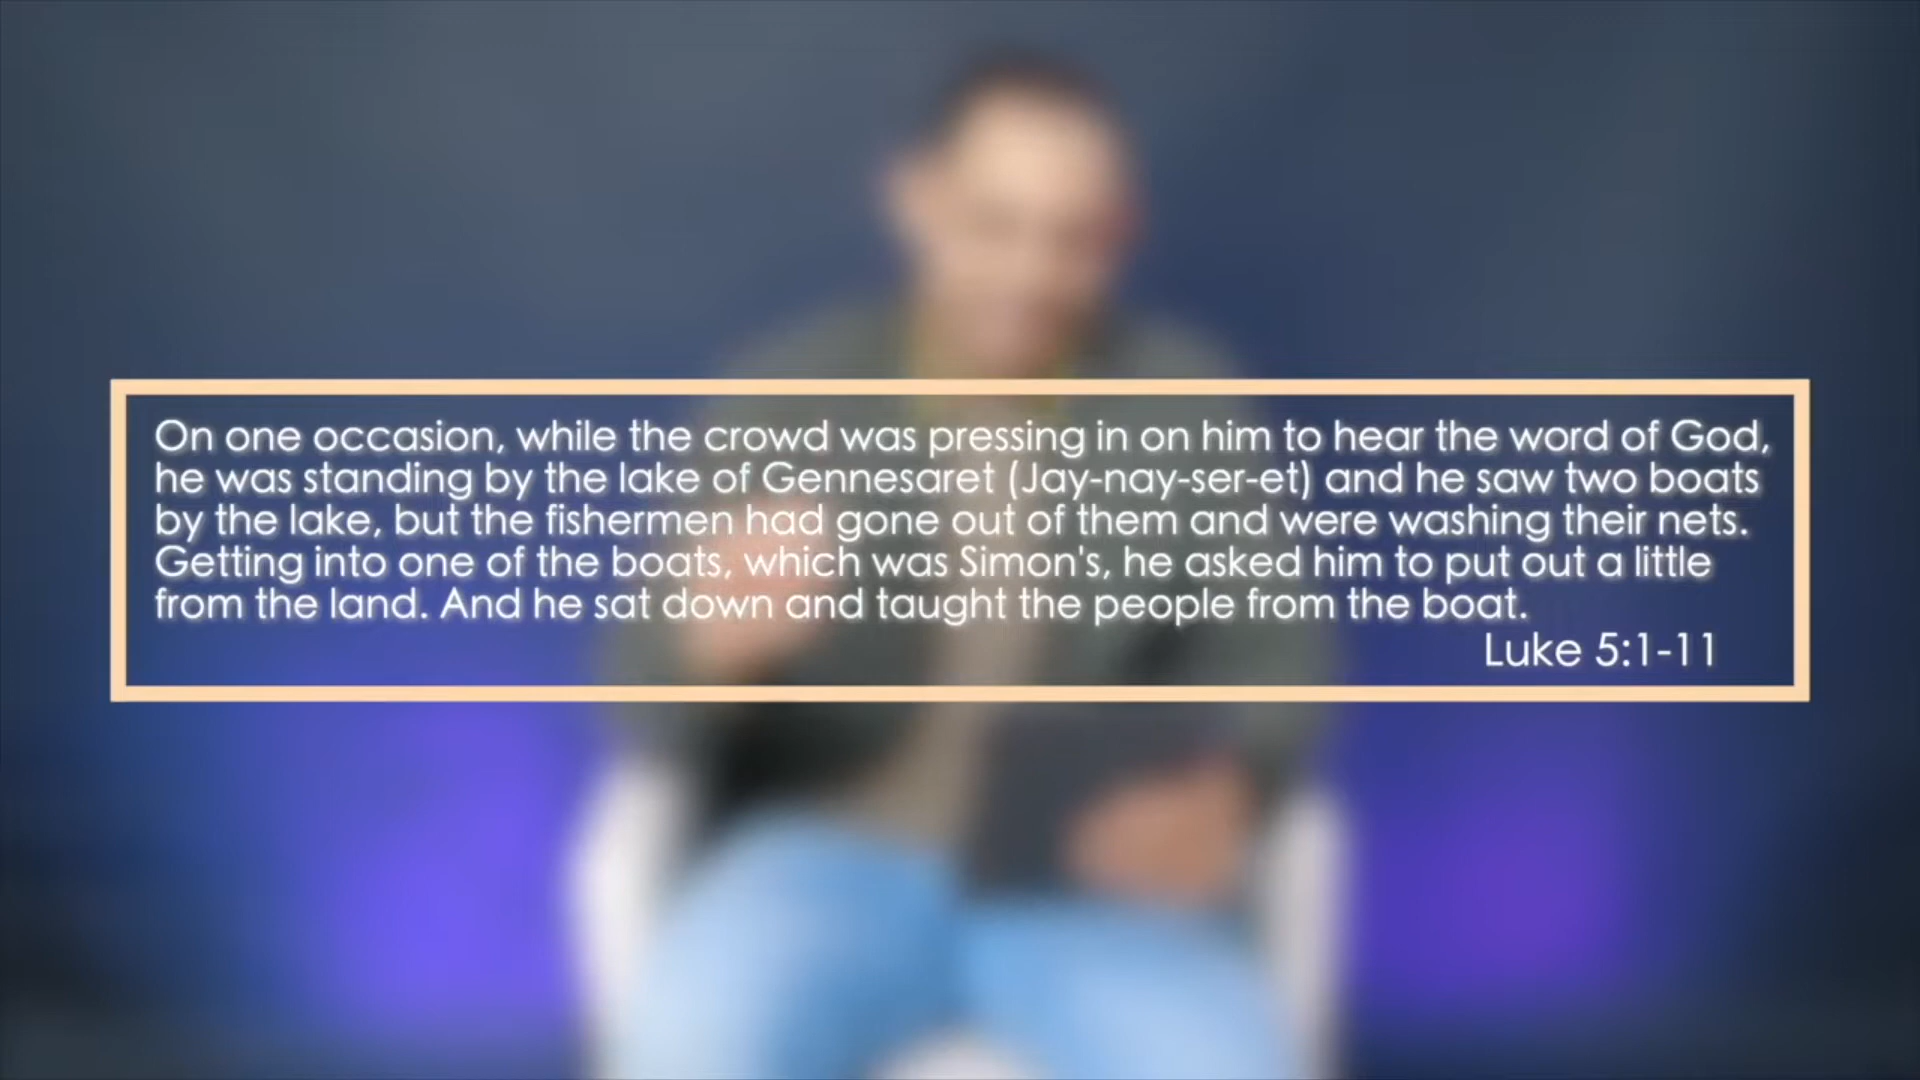 On one occasion, while the crowd was pressing in on him to hear the word of God,
he was standing by the lake of Gennesaret (Jay-nay-ser-et) and he saw two boats
by the lake, but the fishermen had gone out of them and were washing their nets.
Getting into one of the boats, which was Simon's, he asked him to put out a little
from the land. And he sat down and taught the people from the boat.
Luke 5:1-11